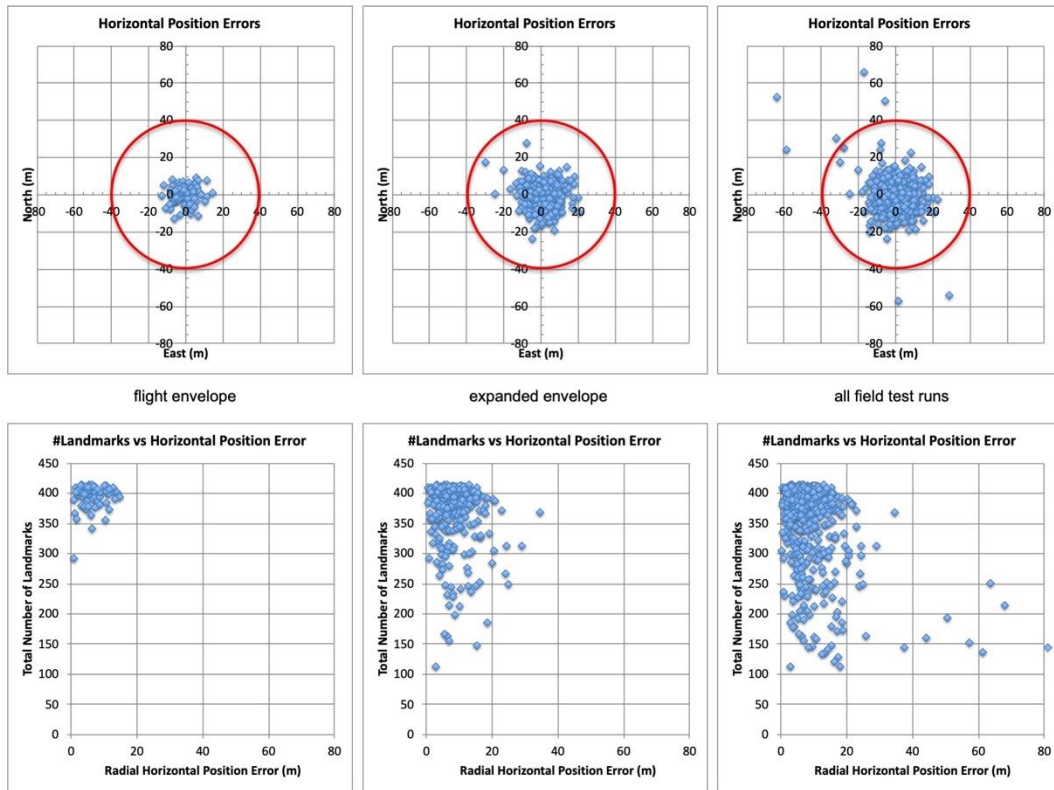 Horizontal Position Errors
80
60
40
20
0
-20
-40
-60
-80
-80 -60 -40 -20 0 20 40 60 80
North (m)
East (m)
Horizontal Position Errors
80
60
40
20
0
-20
-40
-60
-80
-80 -60 -40 -20 0 20 40 60 80
North (m)
East (m)
Horizontal Position Errors
80
60
40
20
0
-20
-40
-60
-80
-80 -60 -40 -20 0 20 40 60 80
North (m)
East (m)
flight envelope
expanded envelope
all field test runs
#Landmarks vs Horizontal Position Error
450
400
350
300
250
200
150
100
50
0
0 20 40 60 80
Total Number of Landmarks
Radial Horizontal Position Error (m)
#Landmarks vs Horizontal Position Error
450
400
350
300
250
200
150
100
50
0
0 20 40 60 80
Total Number of Landmarks
Radial Horizontal Position Error (m)
#Landmarks vs Horizontal Position Error
450
400
350
300
250
200
150
100
50
0
0 20 40 60 80
Total Number of Landmarks
Radial Horizontal Position Error (m)